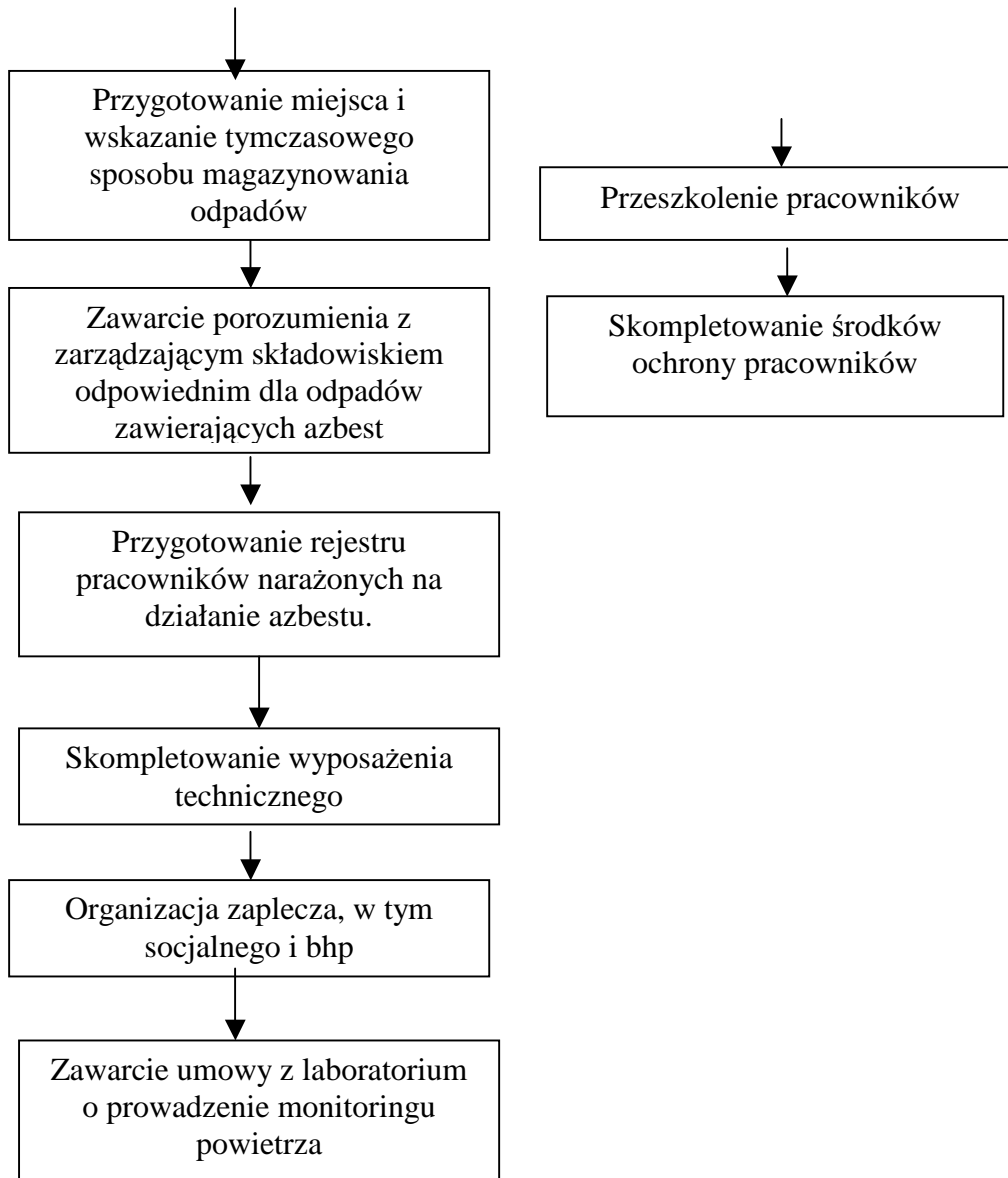 Przygotowanie miejsca i
wskazanie tymczasowego
sposobu magazynowania
odpadów
Zawarcie porozumienia z
zarządzającym składowiskiem
odpowiednim dla odpadów
zawierających azbest
Przygotowanie rejestru
pracowników narażonych na
działanie azbestu.
Skompletowanie wyposażenia
technicznego
Organizacja zaplecza, w tym
socjalnego i bhp
Zawarcie umowy z laboratorium
o prowadzenie monitoringu
powietrza
Przeszkolenie pracowników
Skompletowanie środków
ochrony pracowników